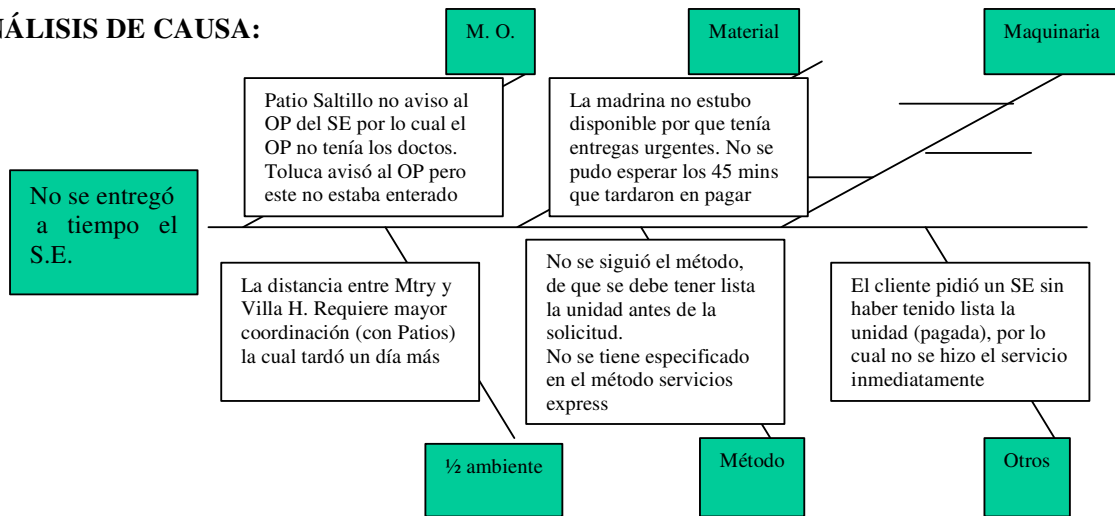 NÁLISIS DE CAUSA:
M. O.
Material
Maquinaria
Patio Saltillo no aviso al
OP del SE por lo cual el
OP no tenía los doctos.
Toluca avisó al OP pero
este no estaba enterado
La madrina no estubo
disponible por que tenía
entregas urgentes. No se
pudo esperar los 45 mins
que tardaron en pagar
No se entregó
a tiempo el
S.E.
La distancia entre Mtry y
Villa H. Requiere mayor
coordinación (con Patios)
la cual tardó un día más
No se siguió el método,
de que se debe tener lista
la unidad antes de la
solicitud.
No se tiene especificado
en el método servicios
express
El cliente pidió un SE sin
haber tenido lista la
unidad (pagada), por lo
cual no se hizo el servicio
inmediatamente
½ ambiente
Método
Otros